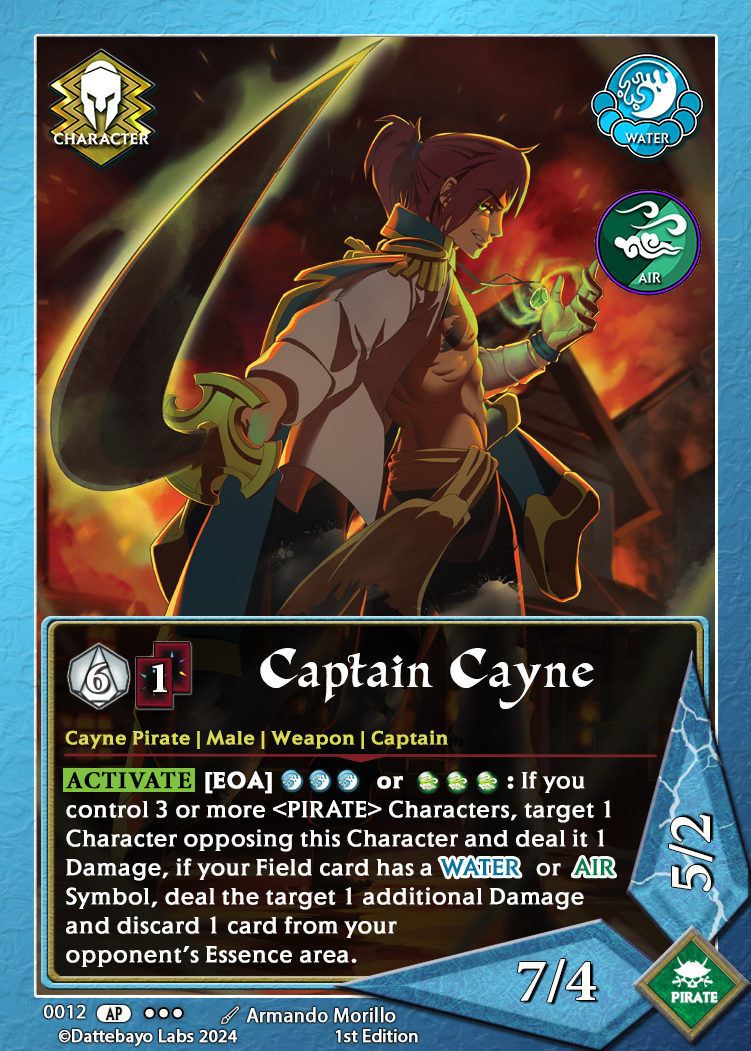 CHARACTER
WATER
AIR
6 1 Captain Cayne
Cayne Pirate | Male | Weapon | Captain
ACTIVATE [EOA] or : If you
control 3 or more <PIRATE> Characters, target 1
Character opposing this Character and deal it 1
Damage, if your Field card has a WATER or AIR
Symbol, deal the target 1 additional Damage
and discard 1 card from your
opponent's Essence area.
5/2
7/4
PIRATE
0012 AP Armando Morillo
©Dattebayo Labs 2024 1st Edition